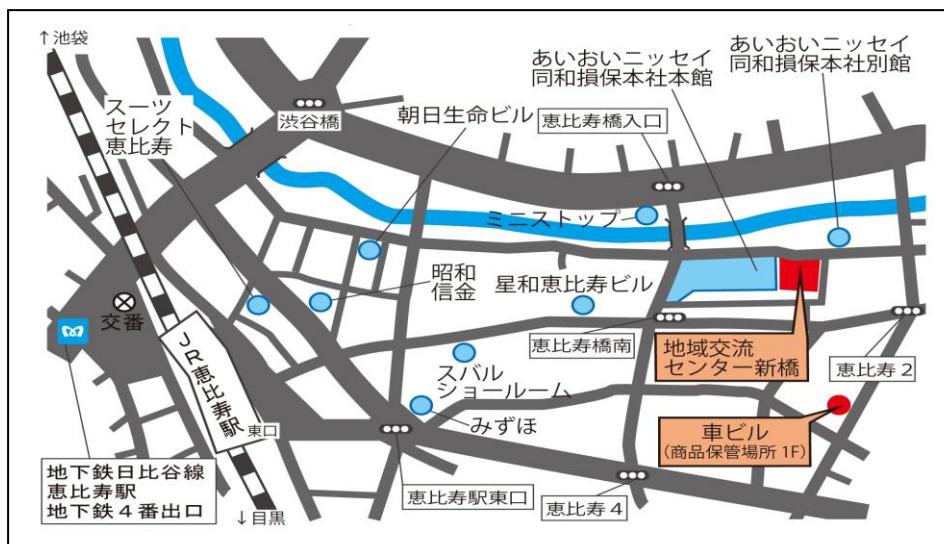 ↑池袋
スーツ
セレクト
恵比寿
渋谷橋
朝日生命ビル
恵比寿橋入口
あいおいニッセイ
同和損保本社本館
あいおいニッセイ
同和損保本社別館
ミニストップ
昭和
信金
星和恵比寿ビル
交番
JR恵比寿駅
東口
恵比寿橋南
地域交流
センター新橋
恵比寿2
スバル
ショールーム
みずほ
車ビル
(商品保管場所1F)
地下鉄日比谷線
恵比寿駅
地下鉄4番出口
↓目黒
恵比寿駅東口
恵比寿4